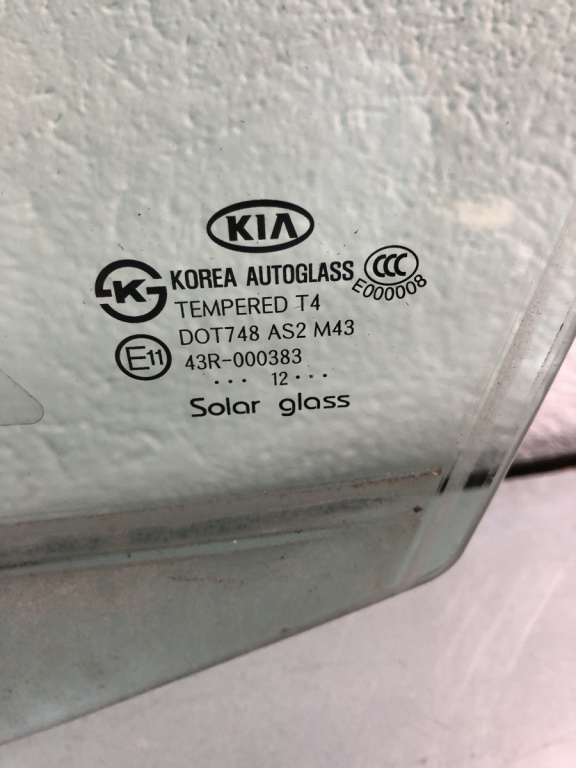 KIA
KOREA AUTOGLASS
CCC
E000008
K
TEMPERED T4
DOT748 AS2 M43
E11
43R-000383
··· 12···
Solar glass